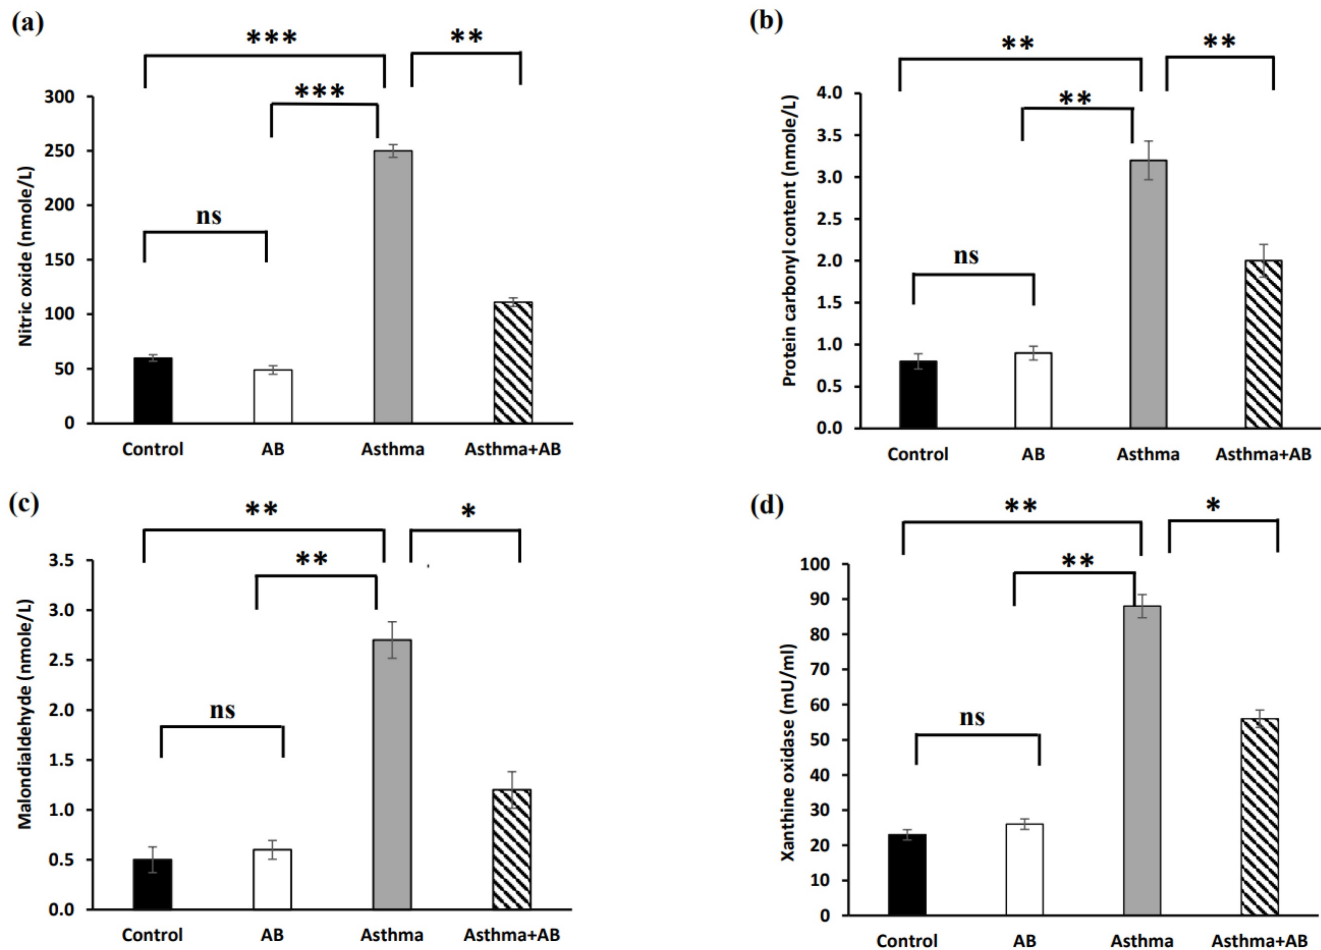 (a)
*** **
***
ns
Nitric oxide (nmole/L)
300
250
200
150
100
50
0
Control AB Asthma Asthma+AB
(b)
** **
**
ns
Protein carbonyl content (nmole/L)
4.0
3.5
3.0
2.5
2.0
1.5
1.0
0.5
0.0
Control AB Asthma Asthma+AB
(c)
** *
**
ns
Malondialdehyde (nmole/L)
3.5
3.0
2.5
2.0
1.5
1.0
0.5
0.0
Control AB Asthma Asthma+AB
(d)
** *
**
ns
Xanthine oxidase (mU/ml)
100
90
80
70
60
50
40
30
20
10
0
Control AB Asthma Asthma+AB